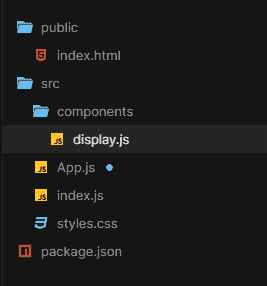 public
index.html
src
components
display.js
App.js
index.js
styles.css
package.json